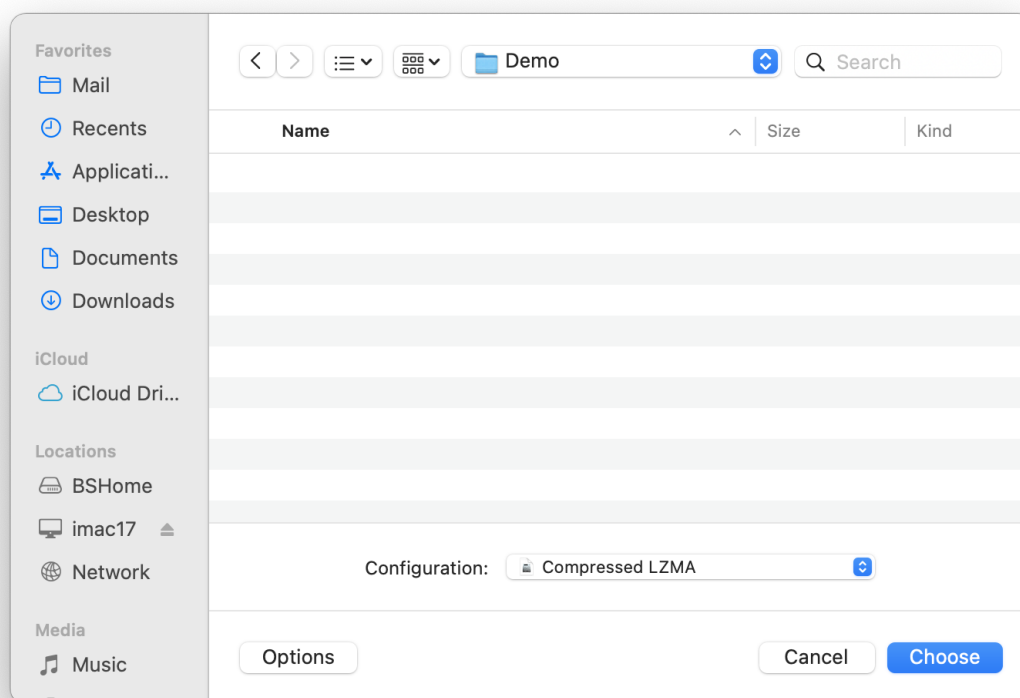 Favorites
Mail
Recents
Applicati...
Desktop
Documents
Downloads
iCloud
iCloud Dri...
Locations
BSHome
imac17
Network
Media
Music
Demo
Search
Name Size Kind
Configuration: Compressed LZMA
Options Cancel Choose